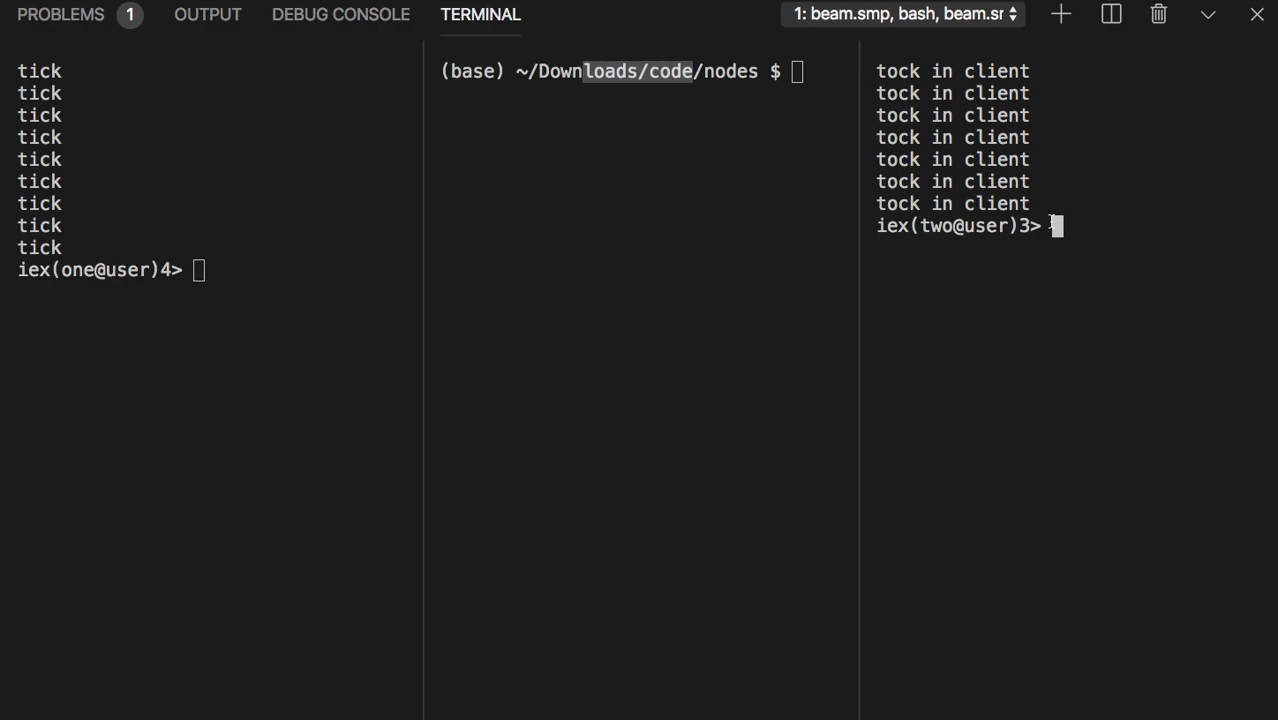 PROBLEMS 1 OUTPUT DEBUG CONSOLE TERMINAL 1: beam.smp, bash, beam.sr
tick
tick
tick
tick
tick
tick
tick
tick
tick
iex(one@user)4>
(base) ~/Downloads/code/nodes $
tock in client
tock in client
tock in client
tock in client
tock in client
tock in client
tock in client
iex(two@user)3>